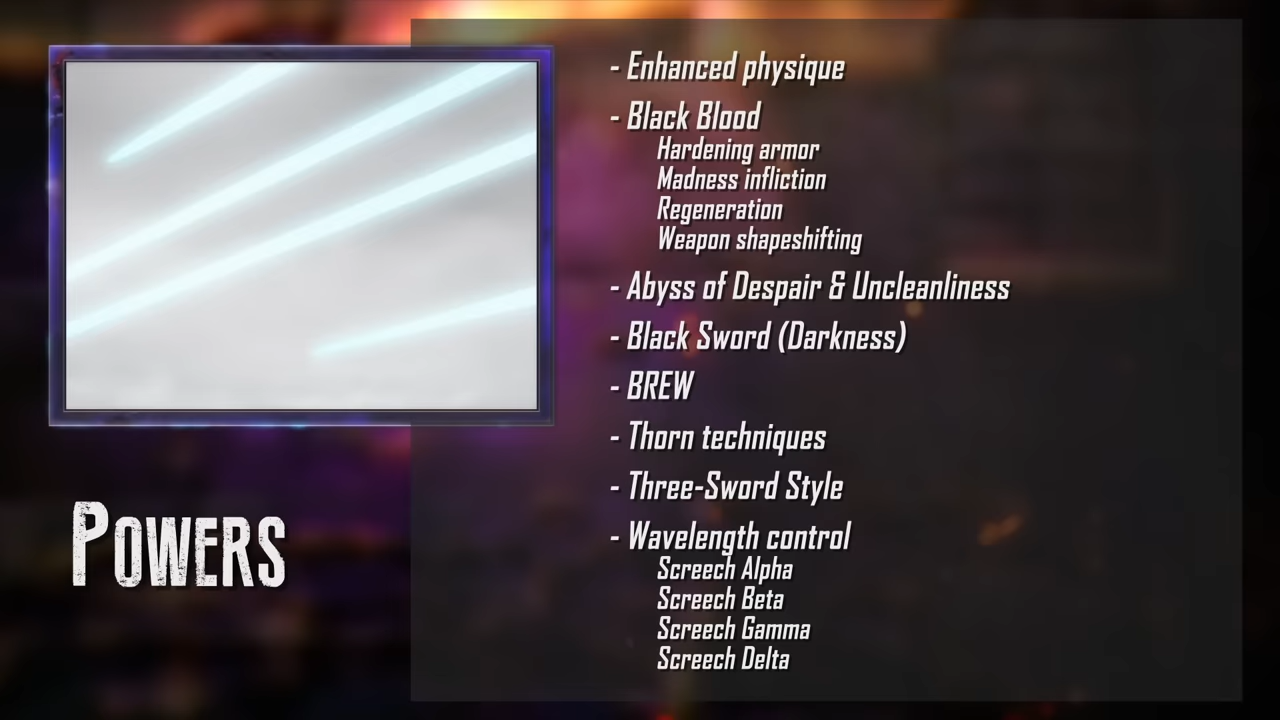 - Enhanced physique
- Black Blood
Hardening armor
Madness infliction
Regeneration
Weapon shapeshifting
- Abyss of Despair & Uncleanliness
- Black Sword (Darkness)
- BREW
- Thorn techniques
- Three-Sword Style
- Wavelength control
Screech Alpha
Screech Beta
Screech Gamma
Screech Delta
Powers